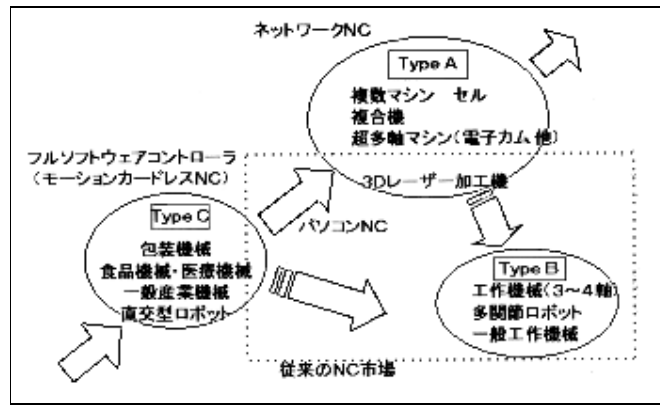 ネットワークNC
Type A
複数マシン セル
複合機
超多軸マシン(電子カム他)
3Dレーザー加工機
フルソフトウェアコントローラ
(モーションカードレスNC)
Type C
包装機械
食品機械・医療機械
一般産業機械
直交型ロボット
パソコンNC
Type B
工作機械(3~4軸)
多関節ロボット
一般工作機械
従来のNC市場